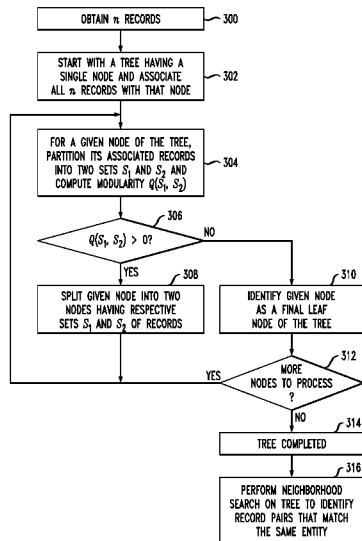 OBTAIN n RECORDS
300
START WITH A TREE HAVING A
SINGLE NODE AND ASSOCIATE
ALL n RECORDS WITH THAT NODE
302
FOR A GIVEN NODE OF THE TREE,
PARTITION ITS ASSOCIATED RECORDS
INTO TWO SETS S1 AND S2 AND
COMPUTE MODULARITY Q(S1, S2)
304
306
Q(S1, S2) > 0?
NO
YES
308
SPLIT GIVEN NODE INTO TWO
NODES HAVING RESPECTIVE
SETS S1 AND S2 OF RECORDS
310
IDENTIFY GIVEN NODE
AS A FINAL LEAF
NODE OF THE TREE
312
YES
MORE
NODES TO PROCESS
?
NO
314
TREE COMPLETED
316
PERFORM NEIGHBORHOOD
SEARCH ON TREE TO IDENTIFY
RECORD PAIRS THAT MATCH
THE SAME ENTITY